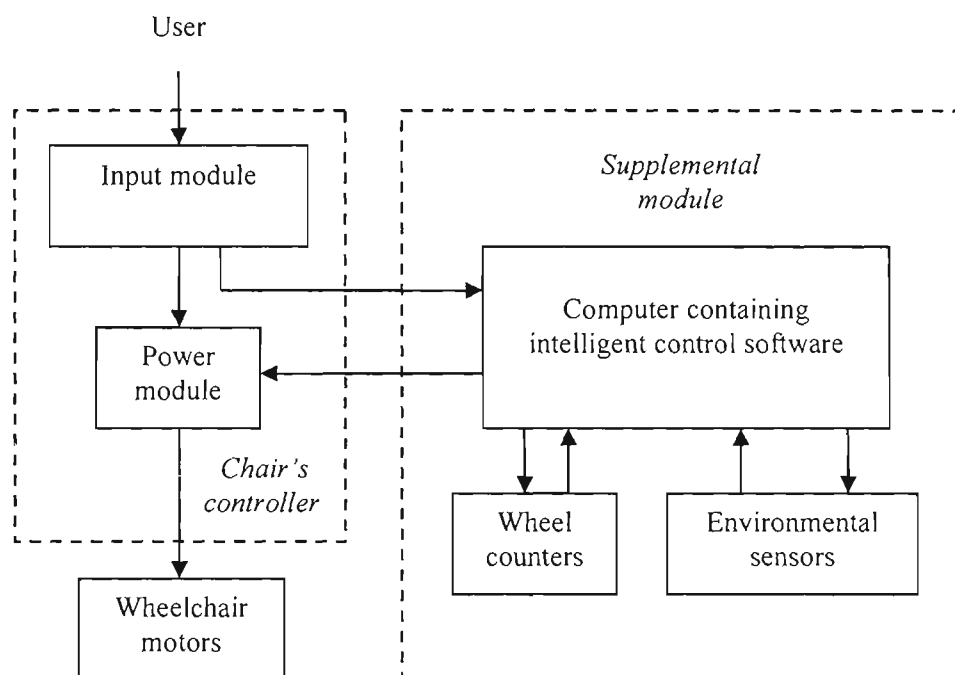 User
Input module
Power
module
Chair's
controller
Wheelchair
motors
Supplemental
module
Computer containing
intelligent control software
Wheel
counters
Environmental
sensors